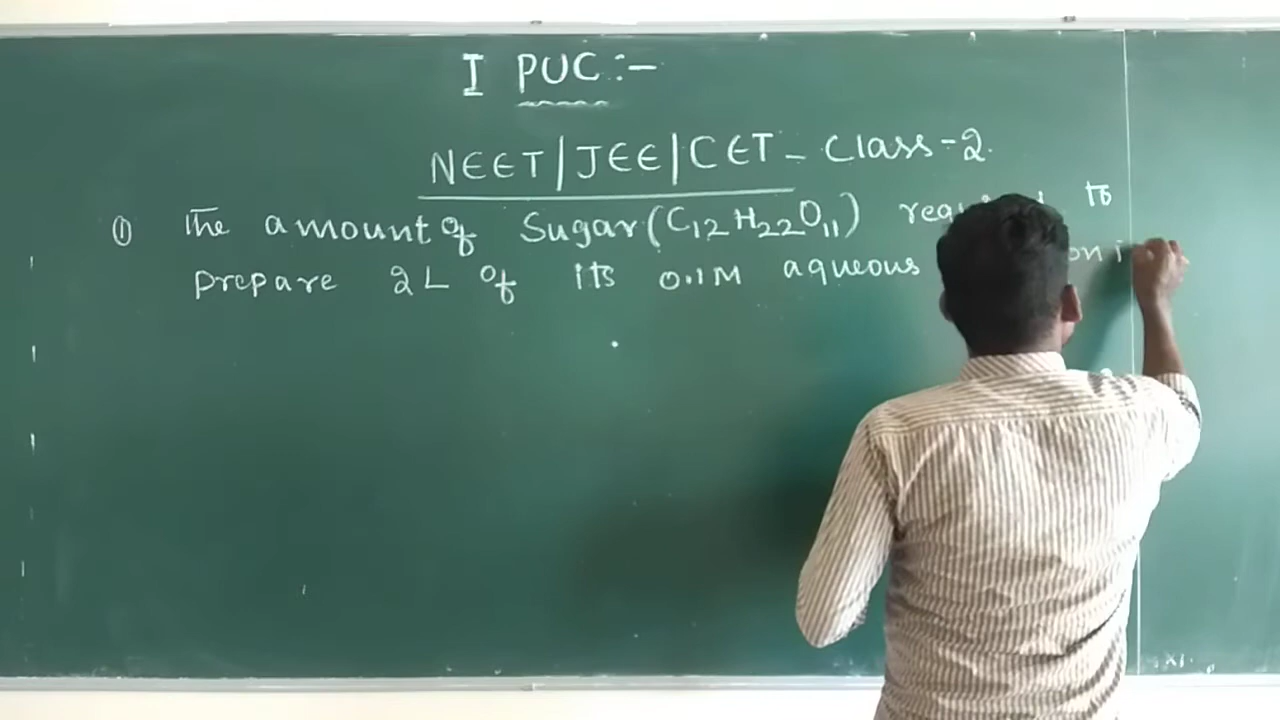 I PUC:-
NEET/JEE/CET - Class-2.
① The amount of Sugar (C12H22O11) to
prepare 2L of its 0.1M aqueous